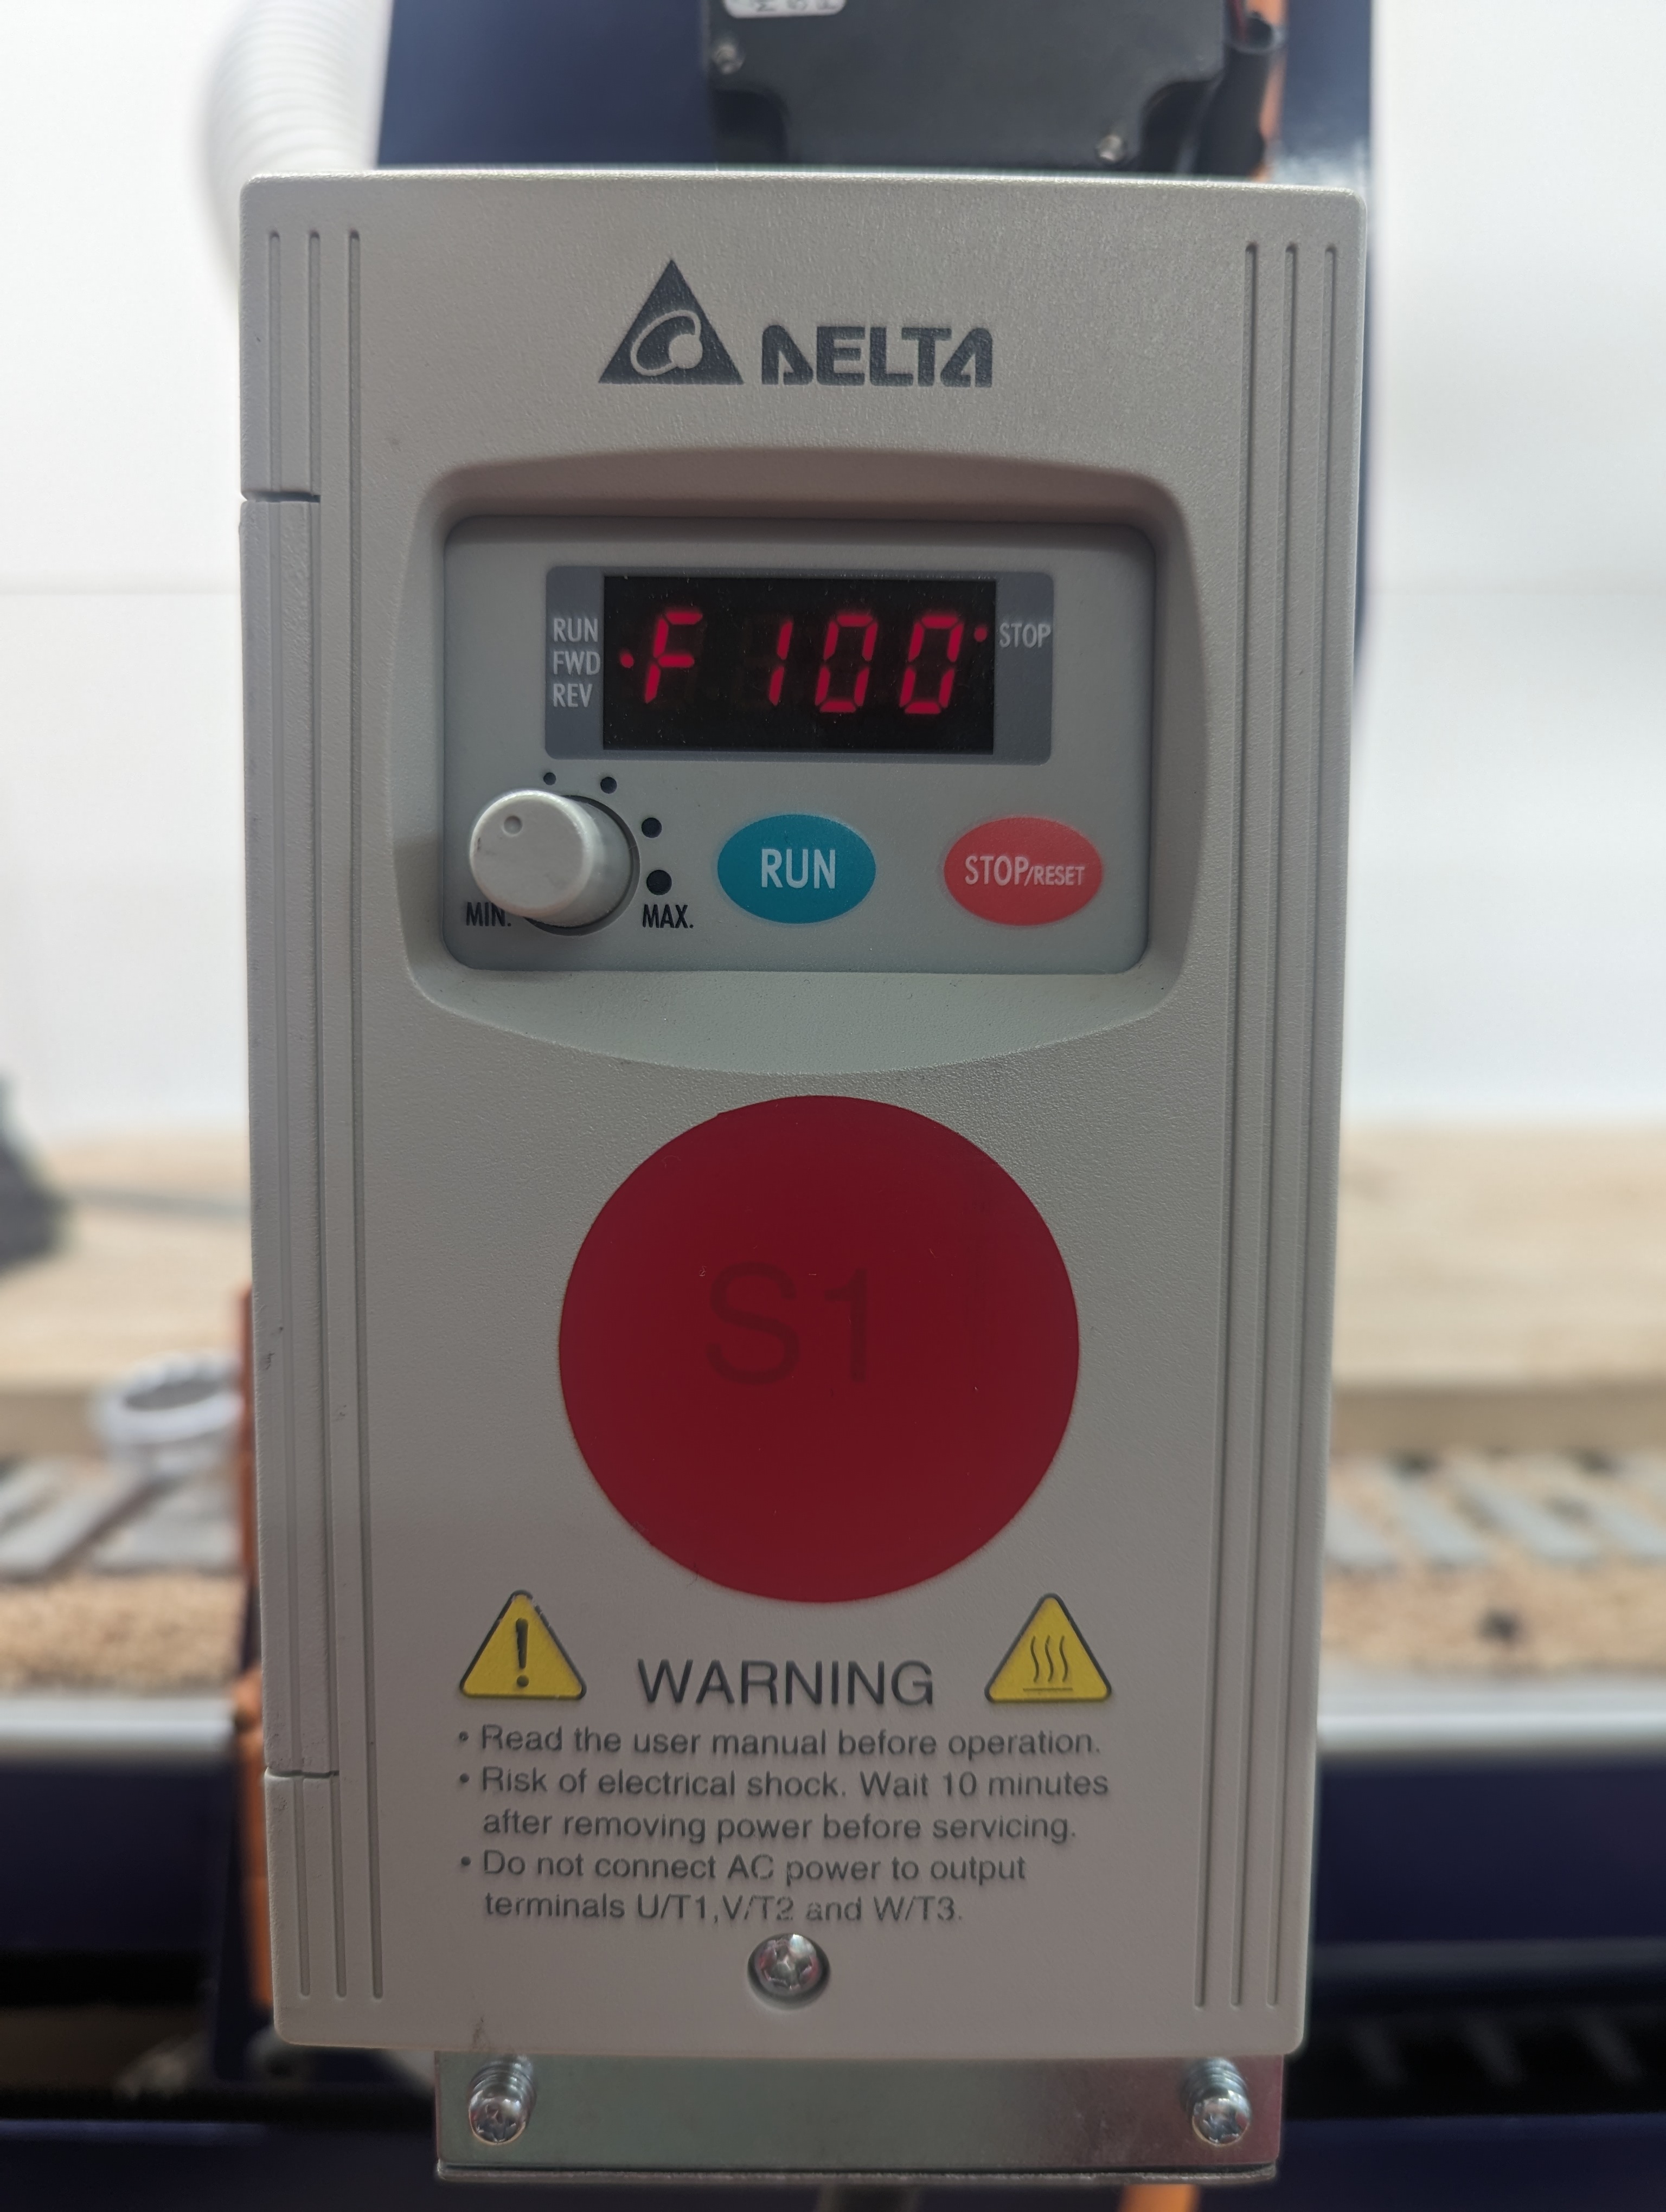 DELTA
RUN
FWD
REV
F 100
STOP
MIN.
MAX.
RUN
STOP/RESET
S1
WARNING
• Read the user manual before operation.
• Risk of electrical shock. Wait 10 minutes
after removing power before servicing.
• Do not connect AC power to output
terminals U/T1,V/T2 and W/T3.